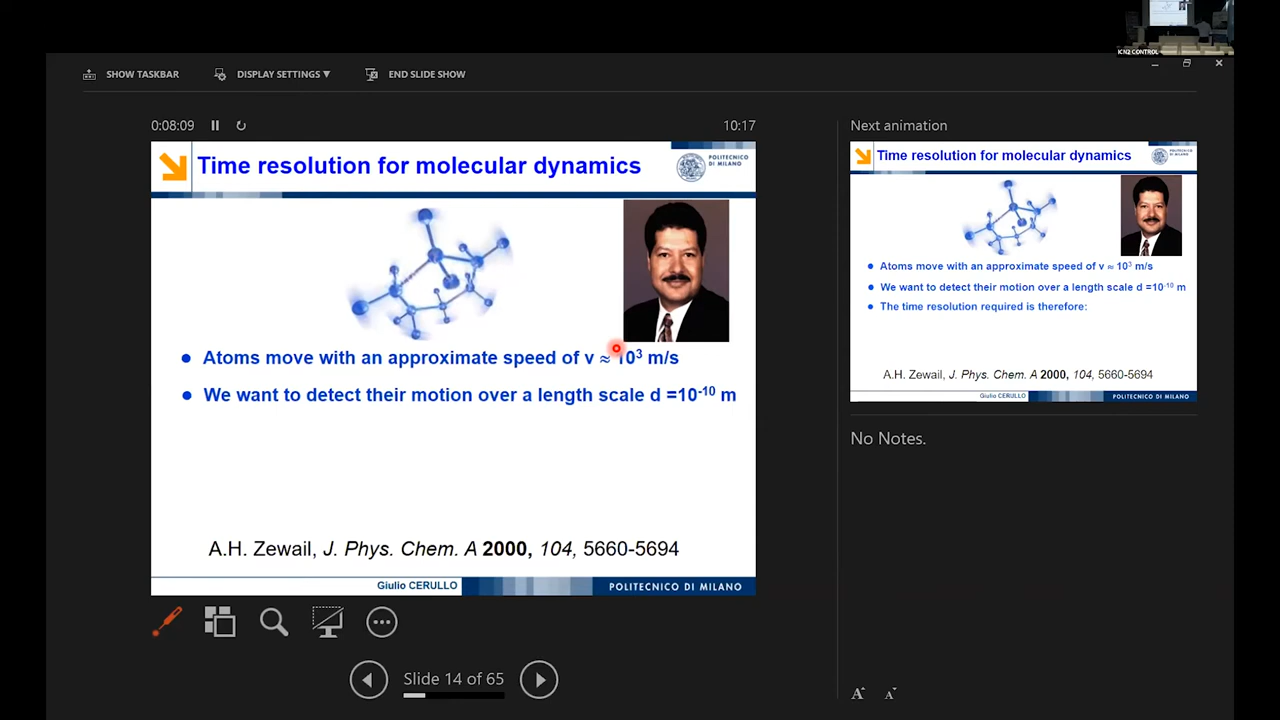 ICN2 CONTROL
SHOW TASKBAR
DISPLAY SETTINGS ▼
END SLIDE SHOW
0:08:09
10:17
Time resolution for molecular dynamics
POLITECNICO
DI MILANO
● Atoms move with an approximate speed of v ≈ 10³ m/s
● We want to detect their motion over a length scale d =10⁻¹⁰ m
A.H. Zewail, J. Phys. Chem. A 2000, 104, 5660-5694
Giulio CERULLO
POLITECNICO DI MILANO
Slide 14 of 65
Next animation
Time resolution for molecular dynamics
POLITECNICO
DI MILANO
● Atoms move with an approximate speed of v ≈ 10³ m/s
● We want to detect their motion over a length scale d =10⁻¹⁰ m
● The time resolution required is therefore:
A.H. Zewail, J. Phys. Chem. A 2000, 104, 5660-5694
Giulio CERULLO
POLITECNICO DI MILANO
No Notes.
A A